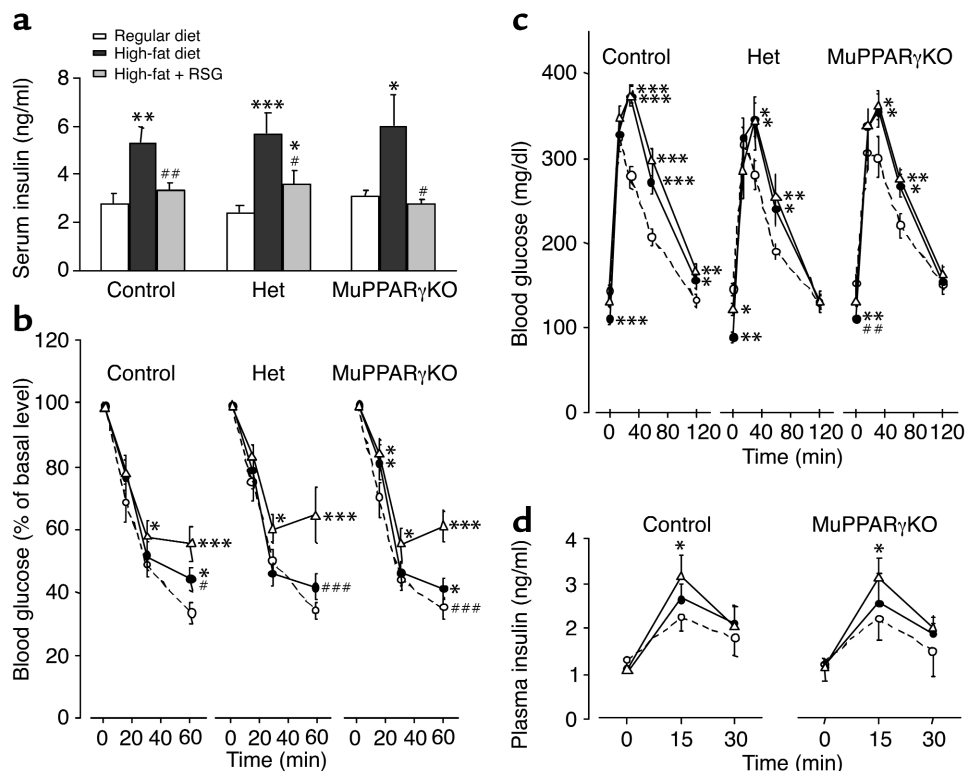 a
Regular diet
High-fat diet
High-fat + RSG
Serum insulin (ng/ml)
8
6
4
2
0
**
##
***
*
#
*
#
Control Het MuPPARγKO
b
Blood glucose (% of basal level)
Control Het MuPPARγKO
100
80
60
40
20
0
*
***
*
#
*
***
###
*
*
*
***
*
###
0 20 40 60 0 20 40 60 0 20 40 60
Time (min)
c
Blood glucose (mg/dl)
Control Het MuPPARγKO
400
300
200
100
0
***
***
***
***
**
*
***
*
*
**
*
*
**
*
*
**
*
**
##
0 40 80 120 0 40 80 120 0 40 80 120
Time (min)
d
Plasma insulin (ng/ml)
Control MuPPARγKO
4
3
2
1
0
*
*
0 15 30 0 15 30
Time (min)